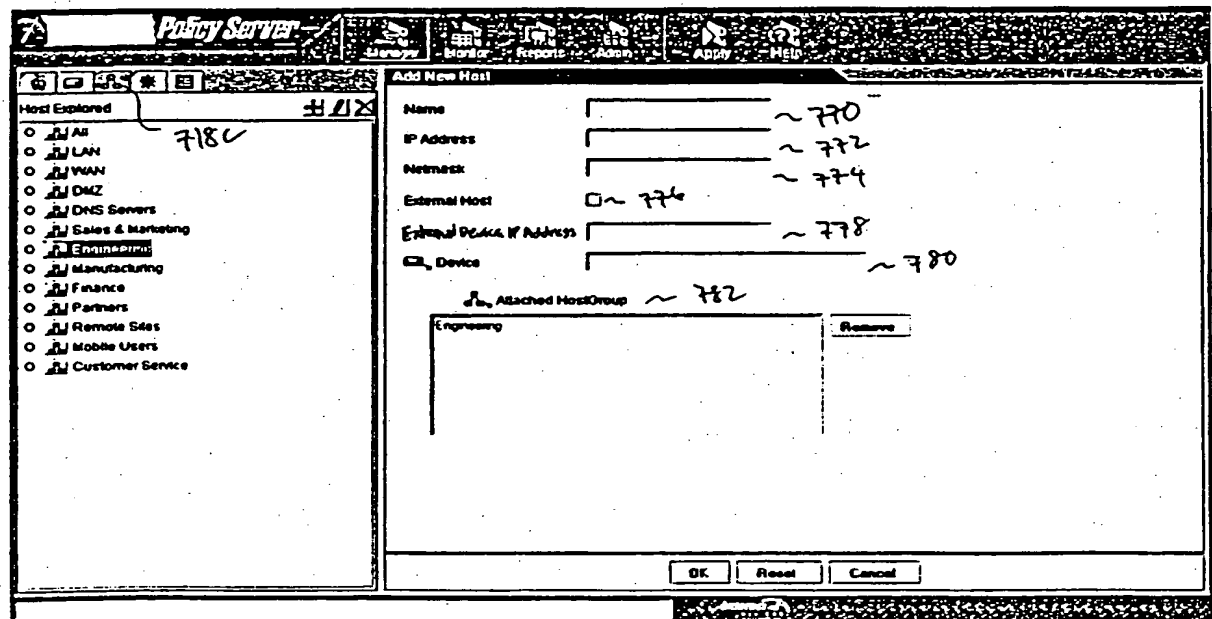 Policy Server
Manager Monitor Reports Admin Apply Help
Host Explored
718C
All
LAN
WAN
DMZ
DNS Servers
Sales & Marketing
Engineering
Manufacturing
Finance
Partners
Remote Sites
Mobile Users
Customer Service
Add New Host
Name ~ 770
IP Address ~ 772
Netmask ~ 774
External Host ~ 776
External Device IP Address ~ 778
Device ~ 780
Attached HostGroup ~ 782
Engineering
Remove
OK Reset Cancel